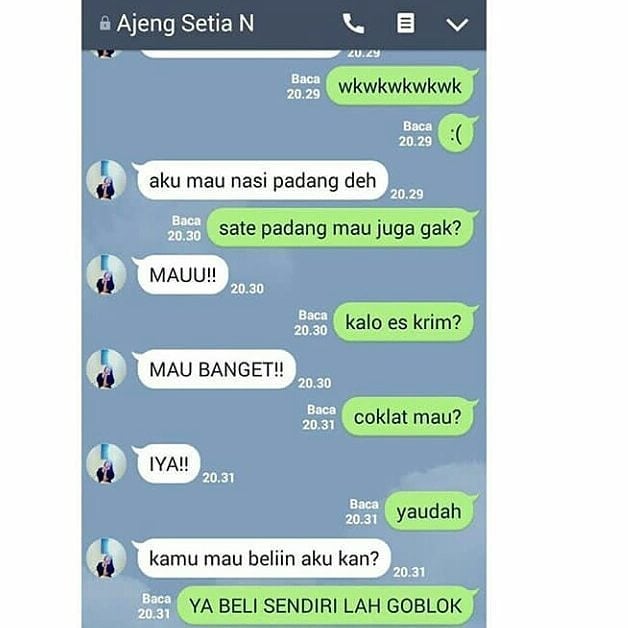 Ajeng Setia N
20.29
Baca
20.29
wkwkwkwkwk
Baca
20.29
:(
aku mau nasi padang deh
20.29
Baca
20.30
sate padang mau juga gak?
MAUU!!
20.30
Baca
20.30
kalo es krim?
MAU BANGET!!
20.30
Baca
20.31
coklat mau?
IYA!!
20.31
Baca
20.31
yaudah
kamu mau beliin aku kan?
20.31
Baca
20.31
YA BELI SENDIRI LAH GOBLOK